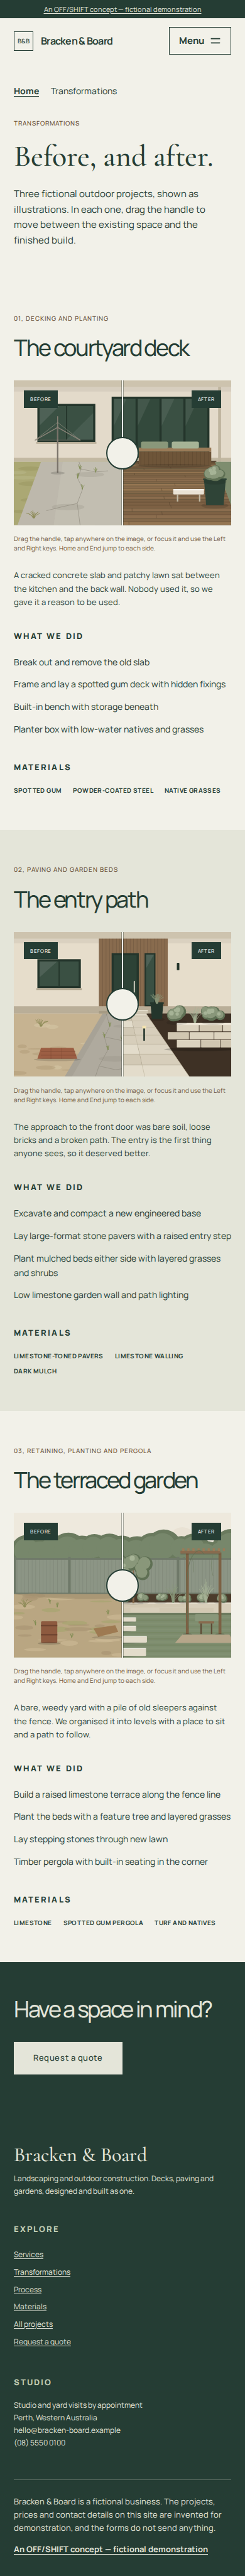 An OFF/SHIFT concept — fictional demonstration
B&B
Bracken & Board
Menu
Home
Transformations
TRANSFORMATIONS
Before, and after.
Three fictional outdoor projects, shown as
illustrations. In each one, drag the handle to
move between the existing space and the
finished build.
01, DECKING AND PLANTING
The courtyard deck
BEFORE
AFTER
Drag the handle, tap anywhere on the image, or focus it and use the Left
and Right keys. Home and End jump to each side.
A cracked concrete slab and patchy lawn sat between
the kitchen and the back wall. Nobody used it, so we
gave it a reason to be used.
WHAT WE DID
Break out and remove the old slab
Frame and lay a spotted gum deck with hidden fixings
Built-in bench with storage beneath
Planter box with low-water natives and grasses
MATERIALS
SPOTTED GUM
POWDER-COATED STEEL
NATIVE GRASSES
02, PAVING AND GARDEN BEDS
The entry path
BEFORE
AFTER
Drag the handle, tap anywhere on the image, or focus it and use the Left
and Right keys. Home and End jump to each side.
The approach to the front door was bare soil, loose
bricks and a broken path. The entry is the first thing
anyone sees, so it deserved better.
WHAT WE DID
Excavate and compact a new engineered base
Lay large-format stone pavers with a raised entry step
Plant mulched beds either side with layered grasses
and shrubs
Low limestone garden wall and path lighting
MATERIALS
LIMESTONE-TONED PAVERS
LIMESTONE WALLING
DARK MULCH
03, RETAINING, PLANTING AND PERGOLA
The terraced garden
BEFORE
AFTER
Drag the handle, tap anywhere on the image, or focus it and use the Left
and Right keys. Home and End jump to each side.
A bare, weedy yard with a pile of old sleepers against
the fence. We organised it into levels with a place to sit
and a path to follow.
WHAT WE DID
Build a raised limestone terrace along the fence line
Plant the beds with a feature tree and layered grasses
Lay stepping stones through new lawn
Timber pergola with built-in seating in the corner
MATERIALS
LIMESTONE
SPOTTED GUM PERGOLA
TURF AND NATIVES
Have a space in mind?
Request a quote
Bracken & Board
Landscaping and outdoor construction. Decks, paving and
gardens, designed and built as one.
EXPLORE
Services
Transformations
Process
Materials
All projects
Request a quote
STUDIO
Studio and yard visits by appointment
Perth, Western Australia
hello@bracken-board.example
(08) 5550 0100
Bracken & Board is a fictional business. The projects,
prices and contact details on this site are invented for
demonstration, and the forms do not send anything.
An OFF/SHIFT concept — fictional demonstration